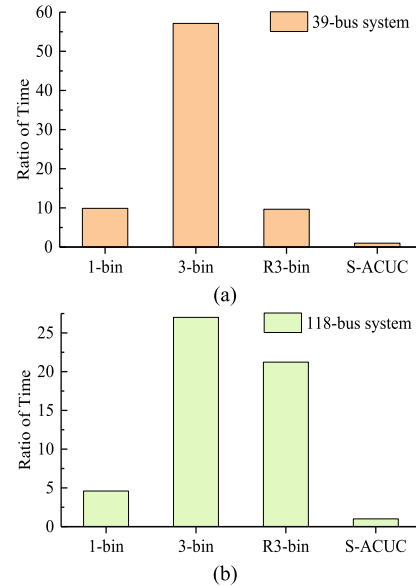 60
50
40
30
20
10
0
Ratio of Time
39-bus system
1-bin 3-bin R3-bin S-ACUC
(a)
25
20
15
10
5
0
Ratio of Time
118-bus system
1-bin 3-bin R3-bin S-ACUC
(b)